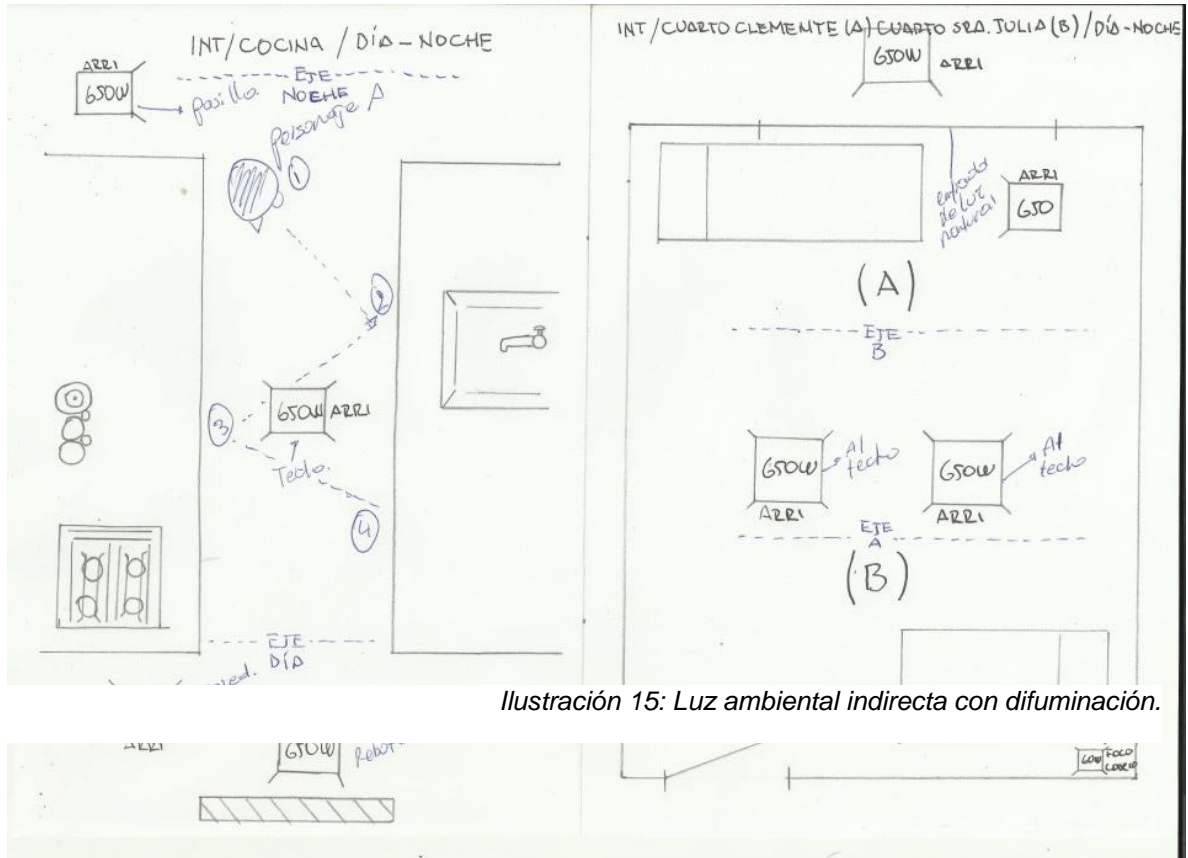 INT/COCINA / DÍA-NOCHE
ARRI
650W
EJE
NOCHE
pasillo
Personaje A
1
2
3
650W ARRI
Techo.
4
EJE
DÍA
ARRI
650W
INT/CUARTO CLEMENTE (A) CUARTO SRA. JULIA (B) / DÍA-NOCHE
650W ARRI
entrada
de luz
natural
ARRI
650
(A)
EJE
B
650W
Al
techo
ARRI
650W
Al
techo
ARRI
EJE
A
(B)
Ilustración 15: Luz ambiental indirecta con difuminación.
60W
FOCO